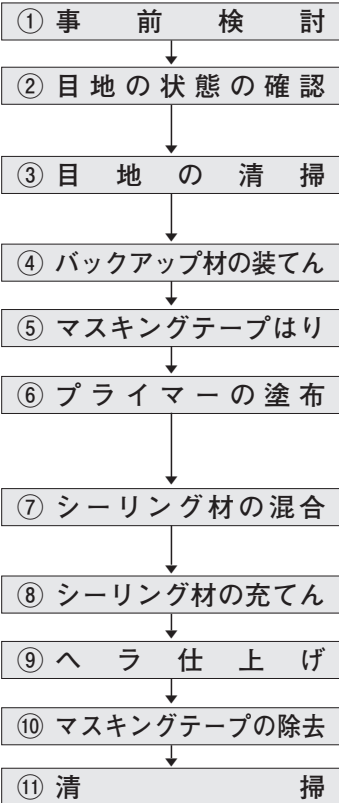 ① 事前検討
② 目地の状態の確認
③ 目地の清掃
④ バックアップ材の装てん
⑤ マスキングテープはり
⑥ プライマーの塗布
⑦ シーリング材の混合
⑧ シーリング材の充てん
⑨ ヘラ仕上げ
⑩ マスキングテープの除去
⑪ 清掃